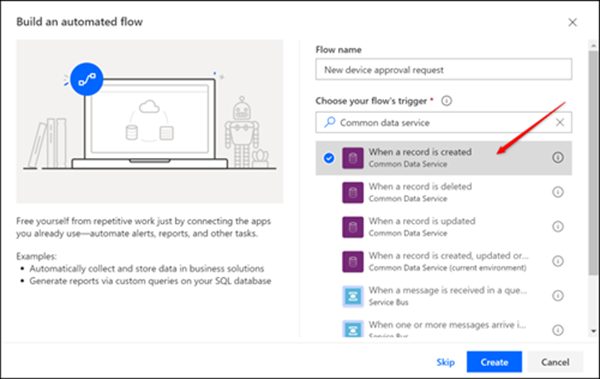 Build an automated flow
Free yourself from repetitive work just by connecting the apps
you already use—automate alerts, reports, and other tasks.
Examples:
• Automatically collect and store data in business solutions
• Generate reports via custom queries on your SQL database
Flow name
New device approval request
Choose your flow's trigger *
Common data service
When a record is created
Common Data Service
When a record is deleted
Common Data Service
When a record is updated
Common Data Service
When a record is created, updated or...
Common Data Service (current environment)
When a message is received in a que...
Service Bus
When one or more messages arrive i...
Service Bus
Skip
Create
Cancel